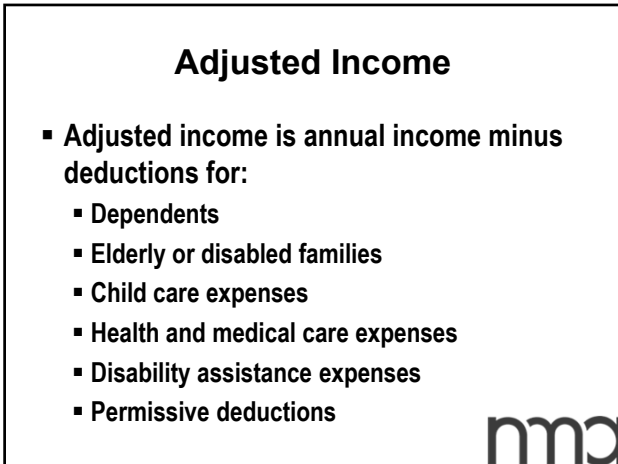 Adjusted Income
▪ Adjusted income is annual income minus
deductions for:
▪ Dependents
▪ Elderly or disabled families
▪ Child care expenses
▪ Health and medical care expenses
▪ Disability assistance expenses
▪ Permissive deductions
nma